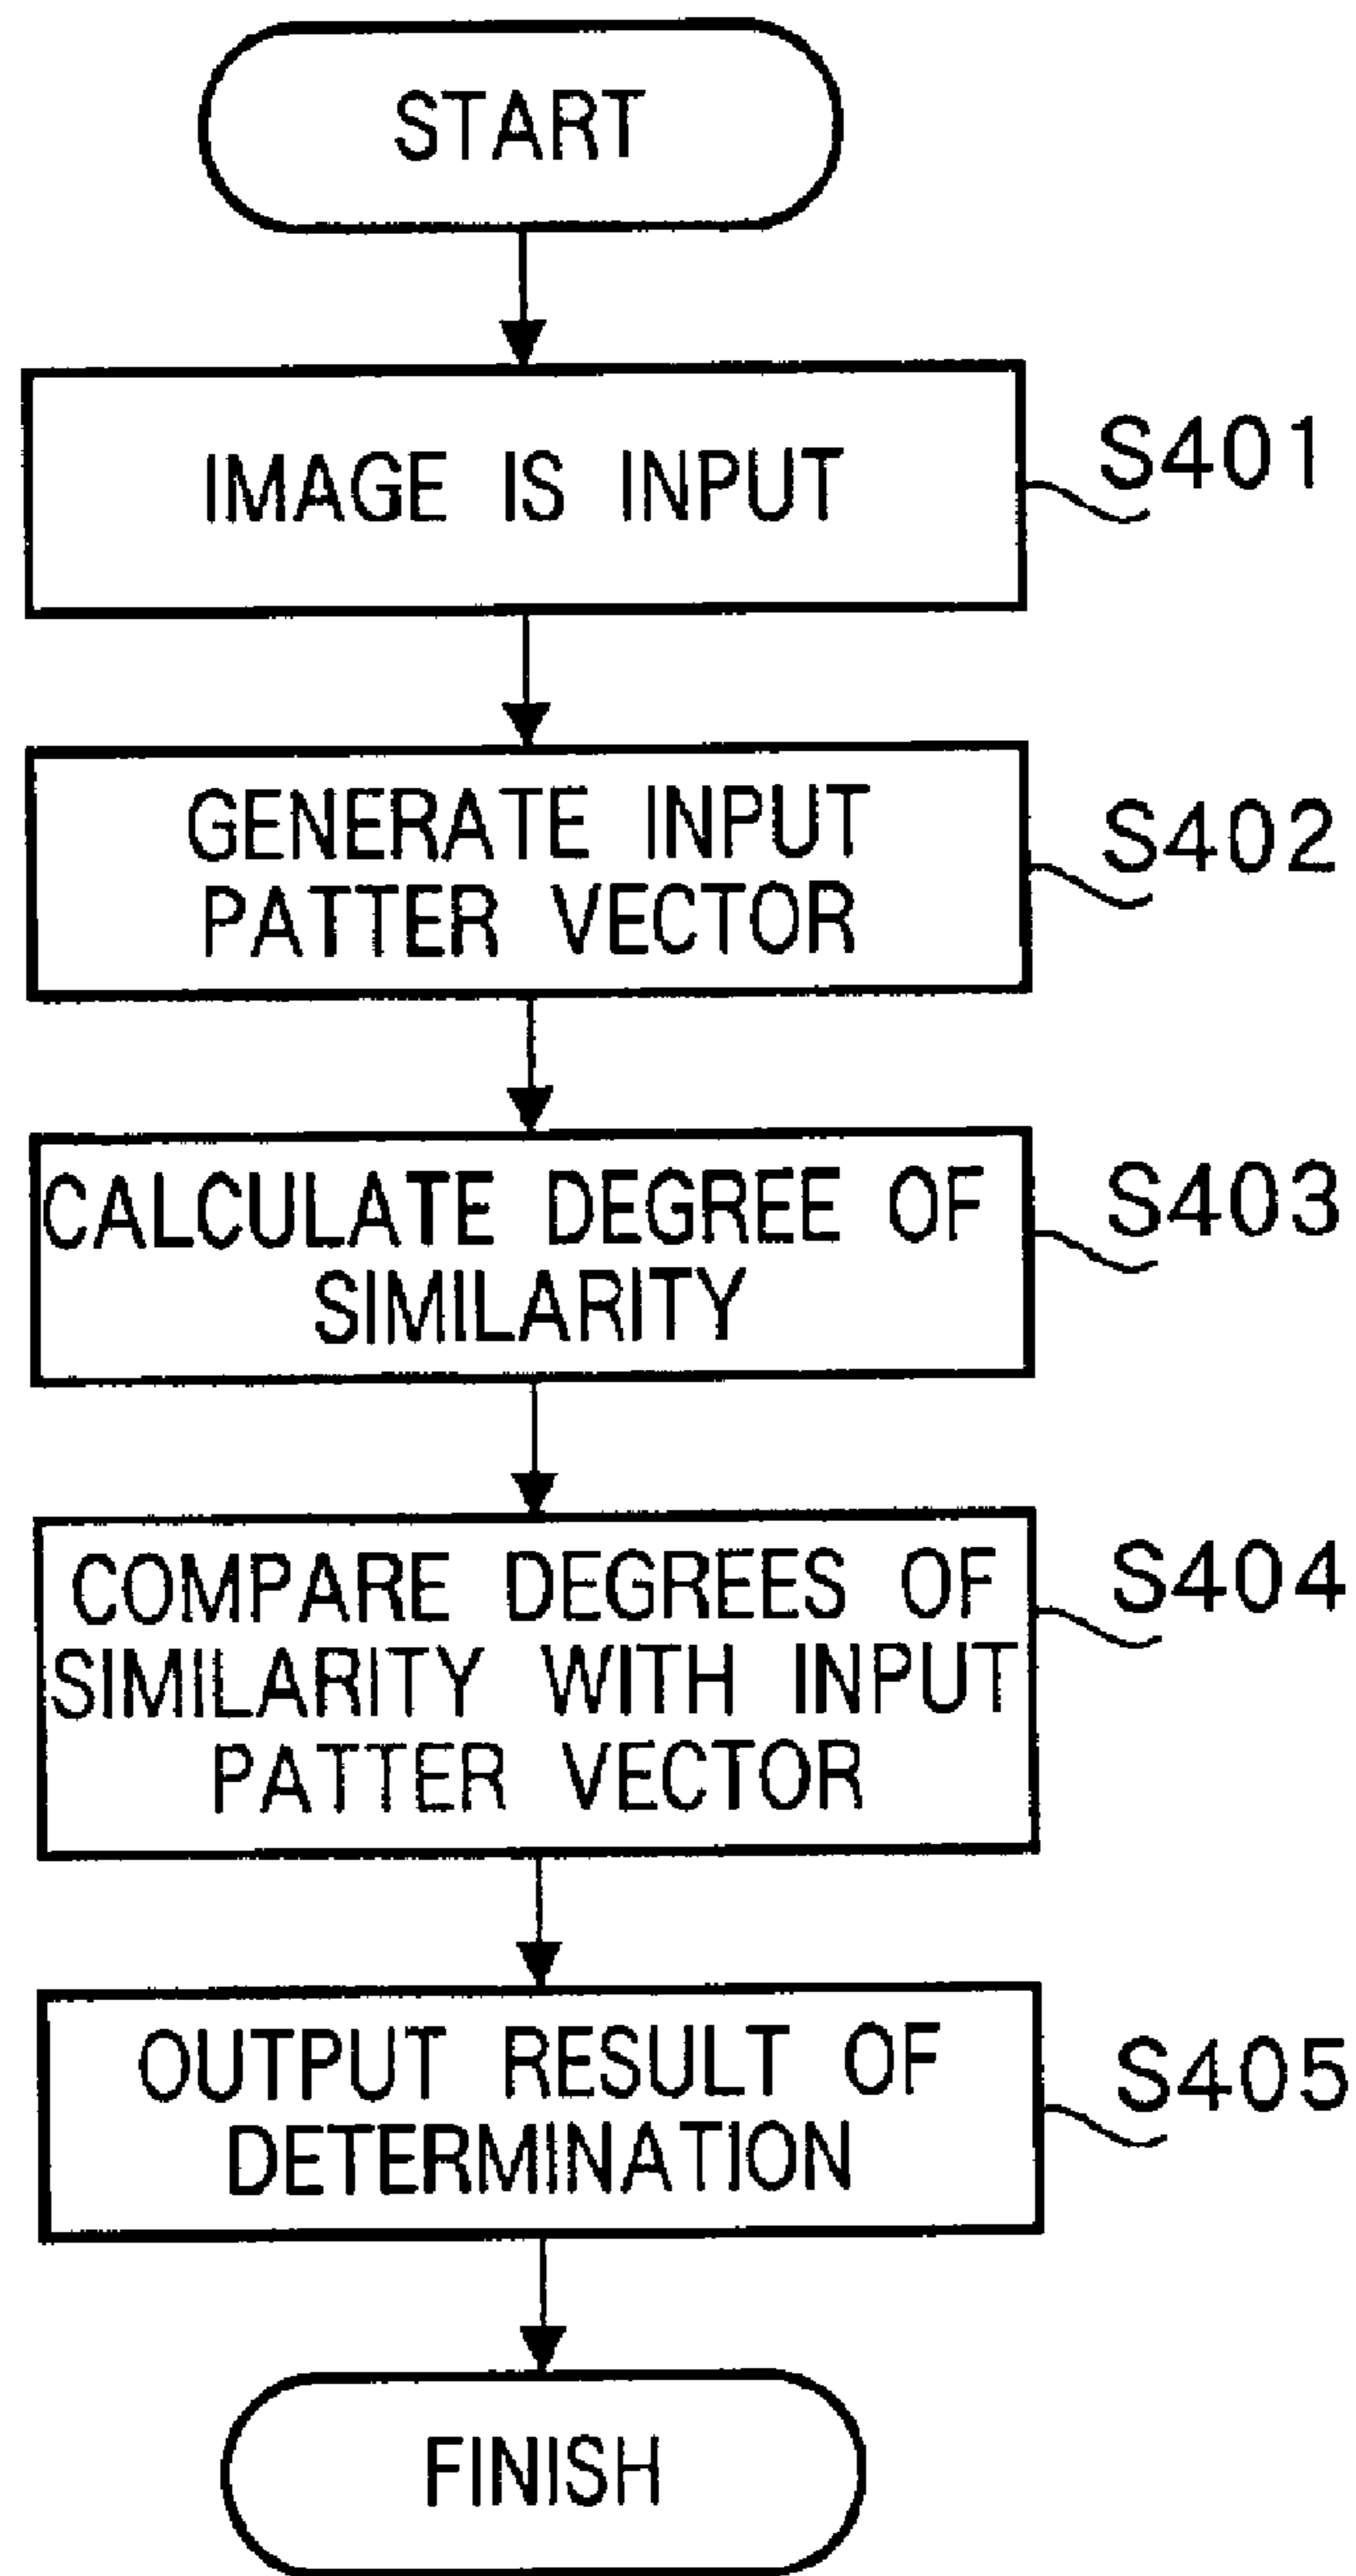 START
IMAGE IS INPUT
S401
GENERATE INPUT
PATTER VECTOR
S402
CALCULATE DEGREE OF
SIMILARITY
S403
COMPARE DEGREES OF
SIMILARITY WITH INPUT
PATTER VECTOR
S404
OUTPUT RESULT OF
DETERMINATION
S405
FINISH